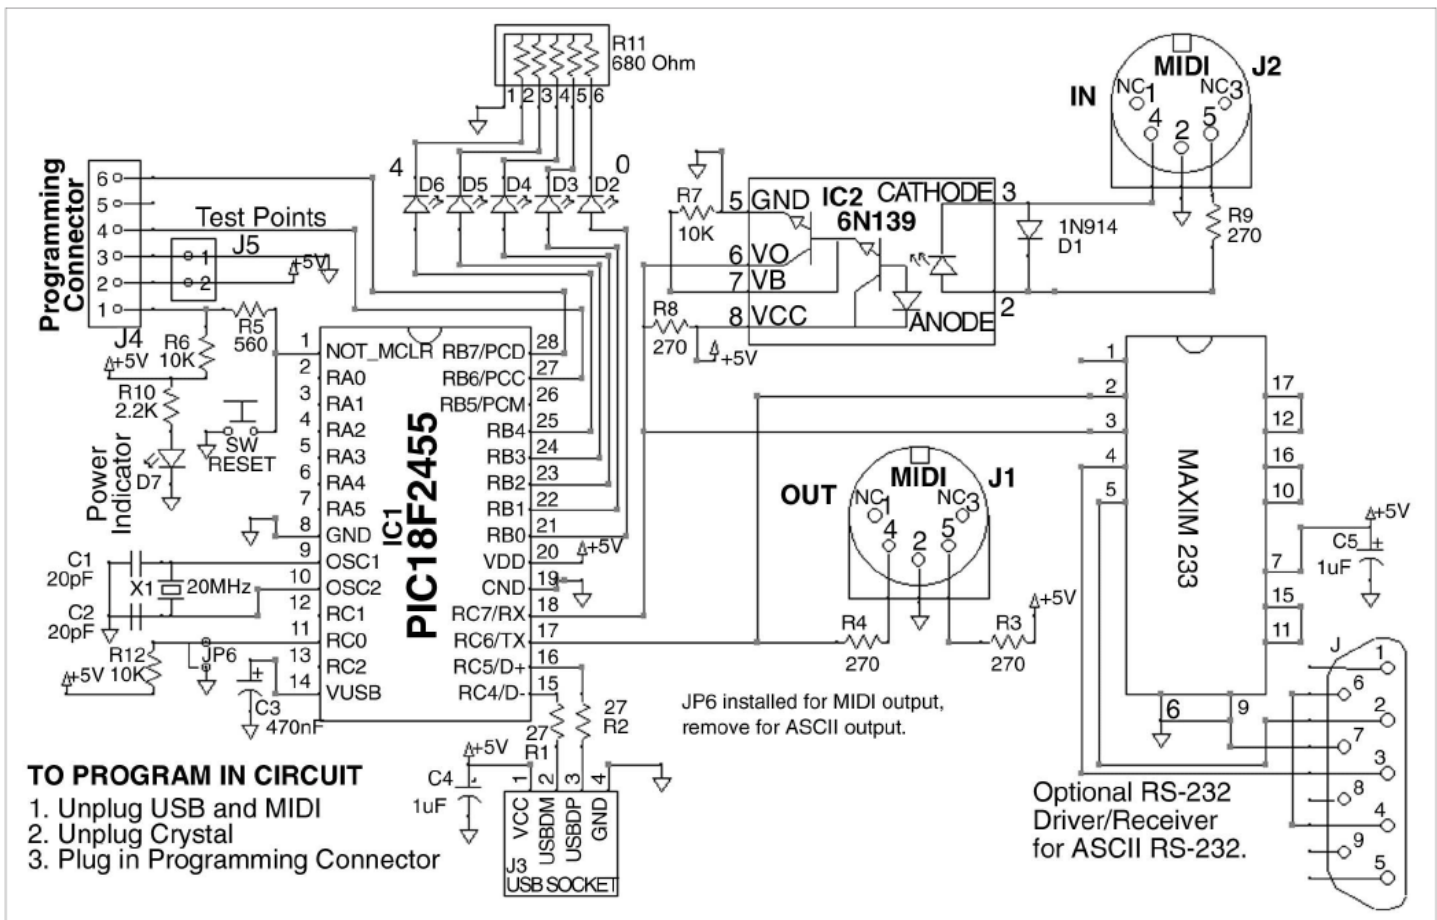 R11
680 Ohm
1 2 3 4 5 6
MIDI
J2
IN
NC 1
NC 3
4
5
2
4
0
D6
D5
D4
D3
D2
Programming
Connector
6
5
4
3
2
1
J4
Test Points
J5
1
2
+5V
R5
560
R6
10K
+5V
R10
2.2K
SW
RESET
Power
Indicator
D7
R7
10K
5 GND
6 VO
7 VB
8 VCC
IC2
6N139
CATHODE 3
ANODE 2
R8
270
+5V
1N914
D1
R9
270
IC1
PIC18F2455
1 NOT_MCLR
2 RA0
3 RA1
4 RA2
5 RA3
6 RA4
7 RA5
8 GND
9 OSC1
10 OSC2
12 RC1
11 RC0
13 RC2
14 VUSB
RB7/PCD 28
RB6/PCC 27
RB5/PCM 26
RB4 25
RB3 24
RB2 23
RB1 22
RB0 21
VDD 20
CND 19
RC7/RX 18
RC6/TX 17
RC5/D+ 16
RC4/D- 15
+5V
C1
20pF
X1
20MHz
C2
20pF
R12
10K
+5V
JP6
C3
470nF
OUT
MIDI
J1
NC 1
NC 3
4
5
2
R4
270
R3
270
+5V
JP6 installed for MIDI output,
remove for ASCII output.
27
R1
27
R2
+5V
C4
1uF
1 2 3 4
VCC
USBDM
USBDP
GND
J3
USB SOCKET
MAXIM 233
1
2
3
4
5
17
12
16
10
7
15
11
6
9
+5V
C5
1uF
J
1
6
2
7
3
8
4
9
5
Optional RS-232
Driver/Receiver
for ASCII RS-232.
TO PROGRAM IN CIRCUIT
1. Unplug USB and MIDI
2. Unplug Crystal
3. Plug in Programming Connector